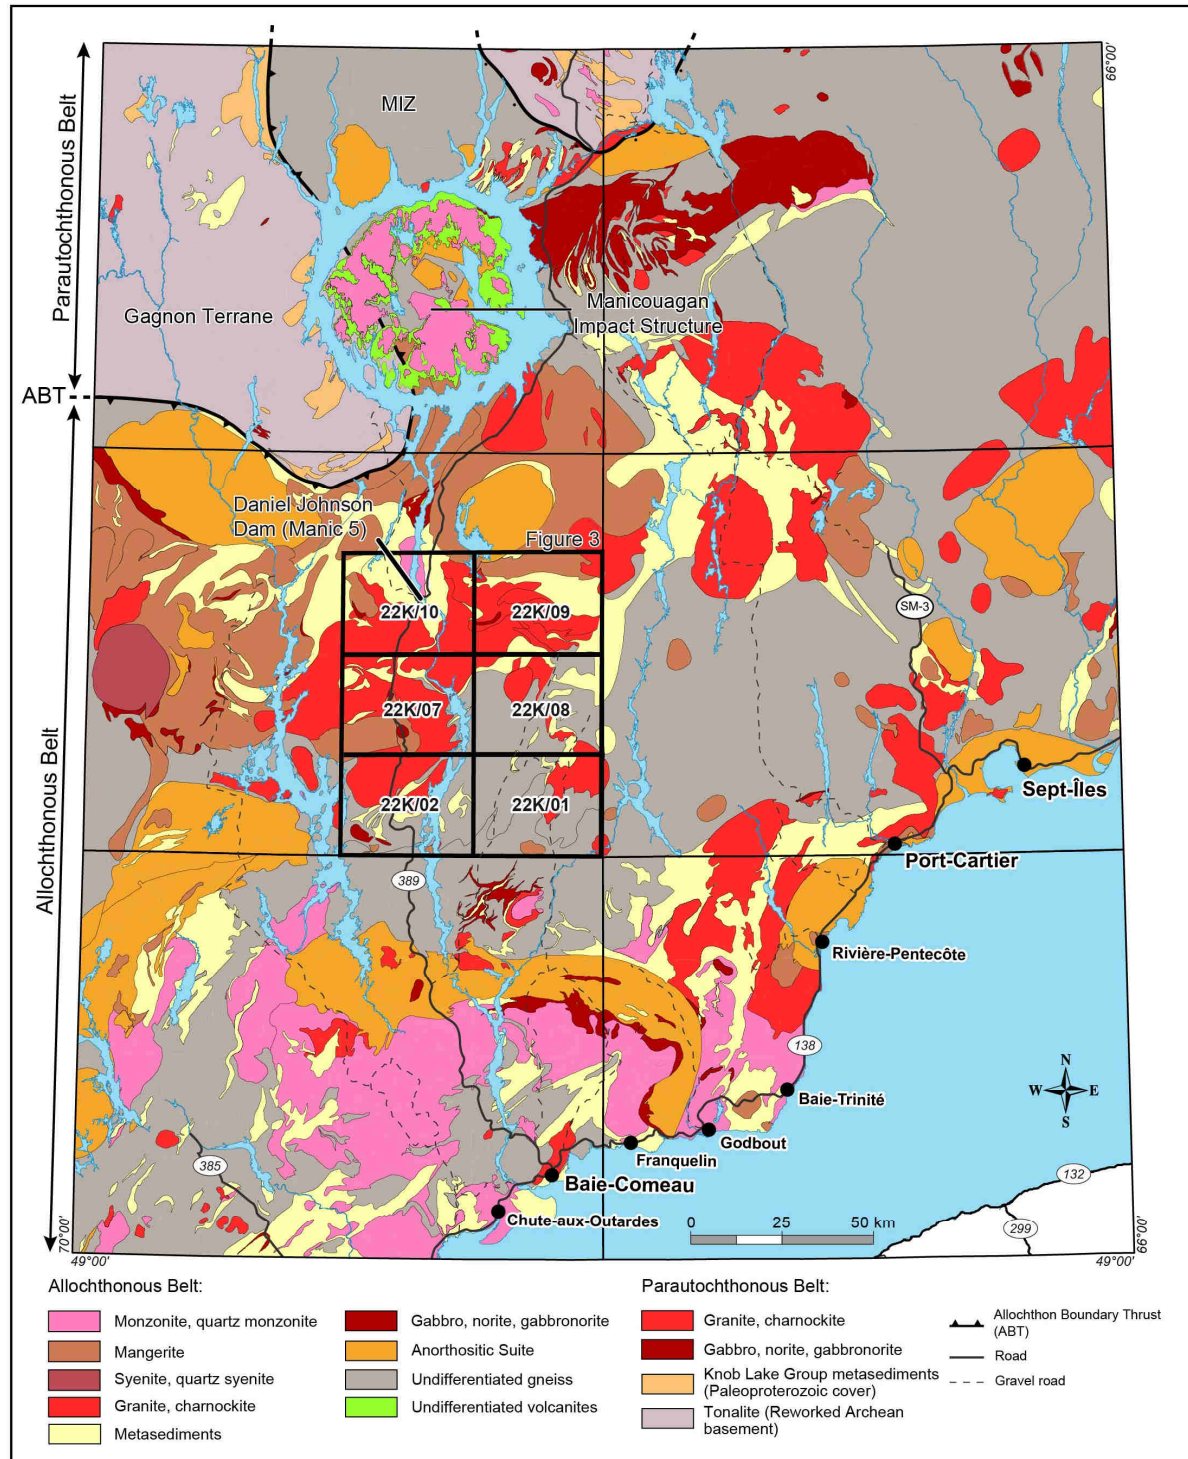 66°00'
MIZ
Parautochthonous Belt
Gagnon Terrane
Manicouagan
Impact Structure
ABT
Daniel Johnson
Dam (Manic 5)
Figure 3
22K/10
22K/09
SM-3
22K/07
22K/08
Allochthonous Belt
22K/02
22K/01
Sept-Îles
Port-Cartier
389
Rivière-Pentecôte
138
N
W
E
S
Baie-Trinité
Godbout
Franquelin
385
Baie-Comeau
132
Chute-aux-Outardes
0
25
50 km
299
70°00'
66°00'
49°00'
49°00'
Allochthonous Belt:
Monzonite, quartz monzonite
Mangerite
Syenite, quartz syenite
Granite, charnockite
Metasediments
Gabbro, norite, gabbronorite
Anorthositic Suite
Undifferentiated gneiss
Undifferentiated volcanites
Parautochthonous Belt:
Granite, charnockite
Gabbro, norite, gabbronorite
Knob Lake Group metasediments
(Paleoproterozoic cover)
Tonalite (Reworked Archean
basement)
Allochthon Boundary Thrust
(ABT)
Road
Gravel road